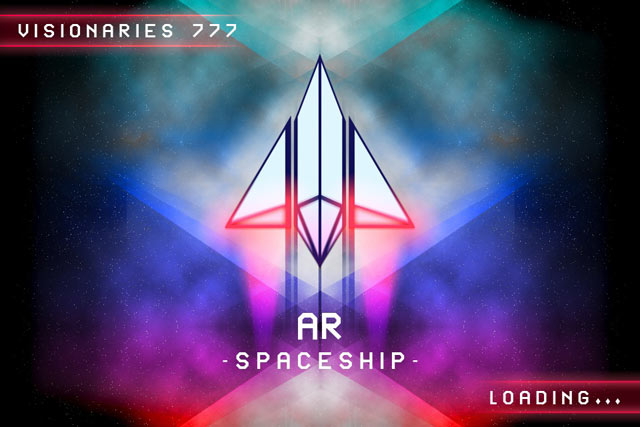 VISIONARIES 777
AR
-SPACESHIP-
LOADING...